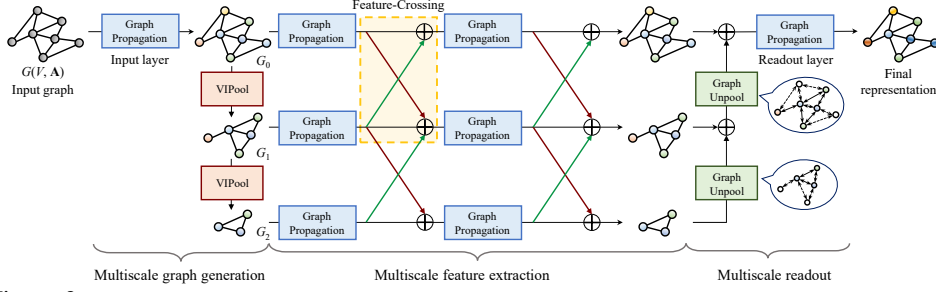 Feature-Crossing
Graph
Propagation
Input layer
G(V, A)
Input graph
G0
Graph
Propagation
Graph
Propagation
Graph
Propagation
Readout layer
Final
representation
VIPool
Graph
Unpool
G1
Graph
Propagation
Graph
Propagation
VIPool
Graph
Unpool
G2
Graph
Propagation
Graph
Propagation
Multiscale graph generation
Multiscale feature extraction
Multiscale readout